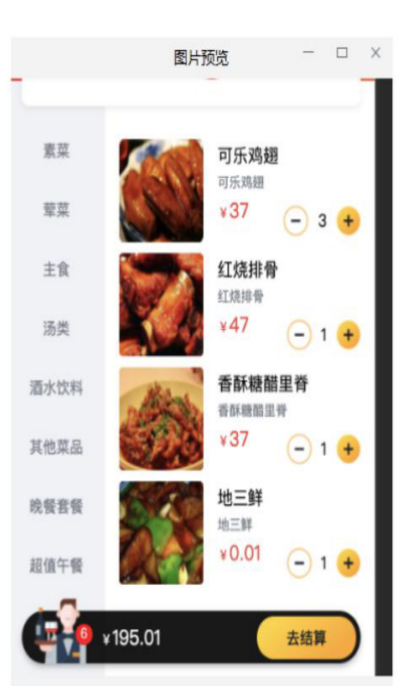 图片预览
素菜
荤菜
主食
汤类
酒水饮料
其他菜品
晚餐套餐
超值午餐
可乐鸡翅
可乐鸡翅
¥37
3
红烧排骨
红烧排骨
¥47
1
香酥糖醋里脊
香酥糖醋里脊
¥37
1
地三鲜
地三鲜
¥0.01
1
6
¥195.01
去结算